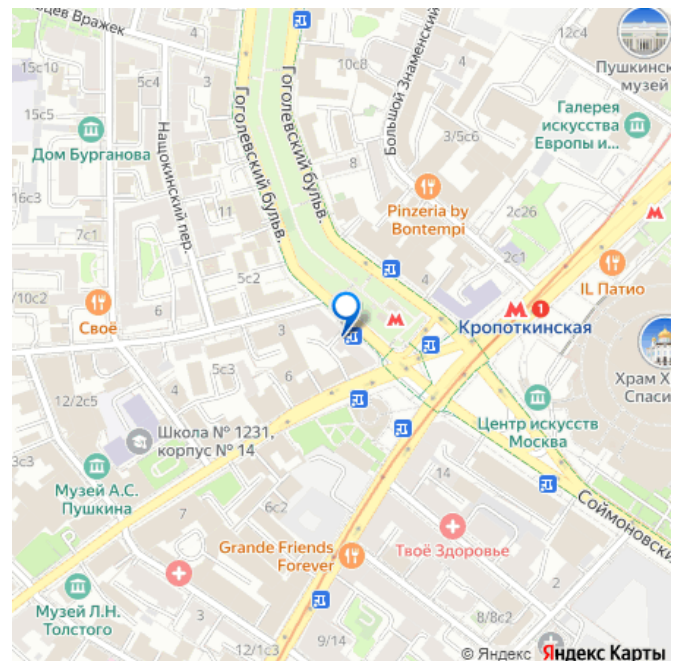 цев Вражек
15с10
5с4
3
4
10с8
8
12с4
Пушкинск
музей
15с5
Дом Бурганова
Нащокинский пер.
Гоголевский бульв.
Гоголевский бульв.
Большой Знаменский
3/5с6
Галерея
искусства
Европы и...
16с3
7с1
11
Pinzeria by
Bontempi
2с26
2с1
5с2
4
IL Патио
/10с2
6
Своё
3
1
Кропоткинская
5с3
6
4
12/2с5
Храм Х
Спаси
Центр искусств
Москва
Школа № 1231,
корпус № 14
3с3
Музей А.С.
Пушкина
7
6с2
14
Соймоновски
Grande Friends
Forever
Твоё Здоровье
Музей Л.Н.
Толстого
3
12/1с3
9/14
2
8/8с2
© Яндекс Яндекс Карты